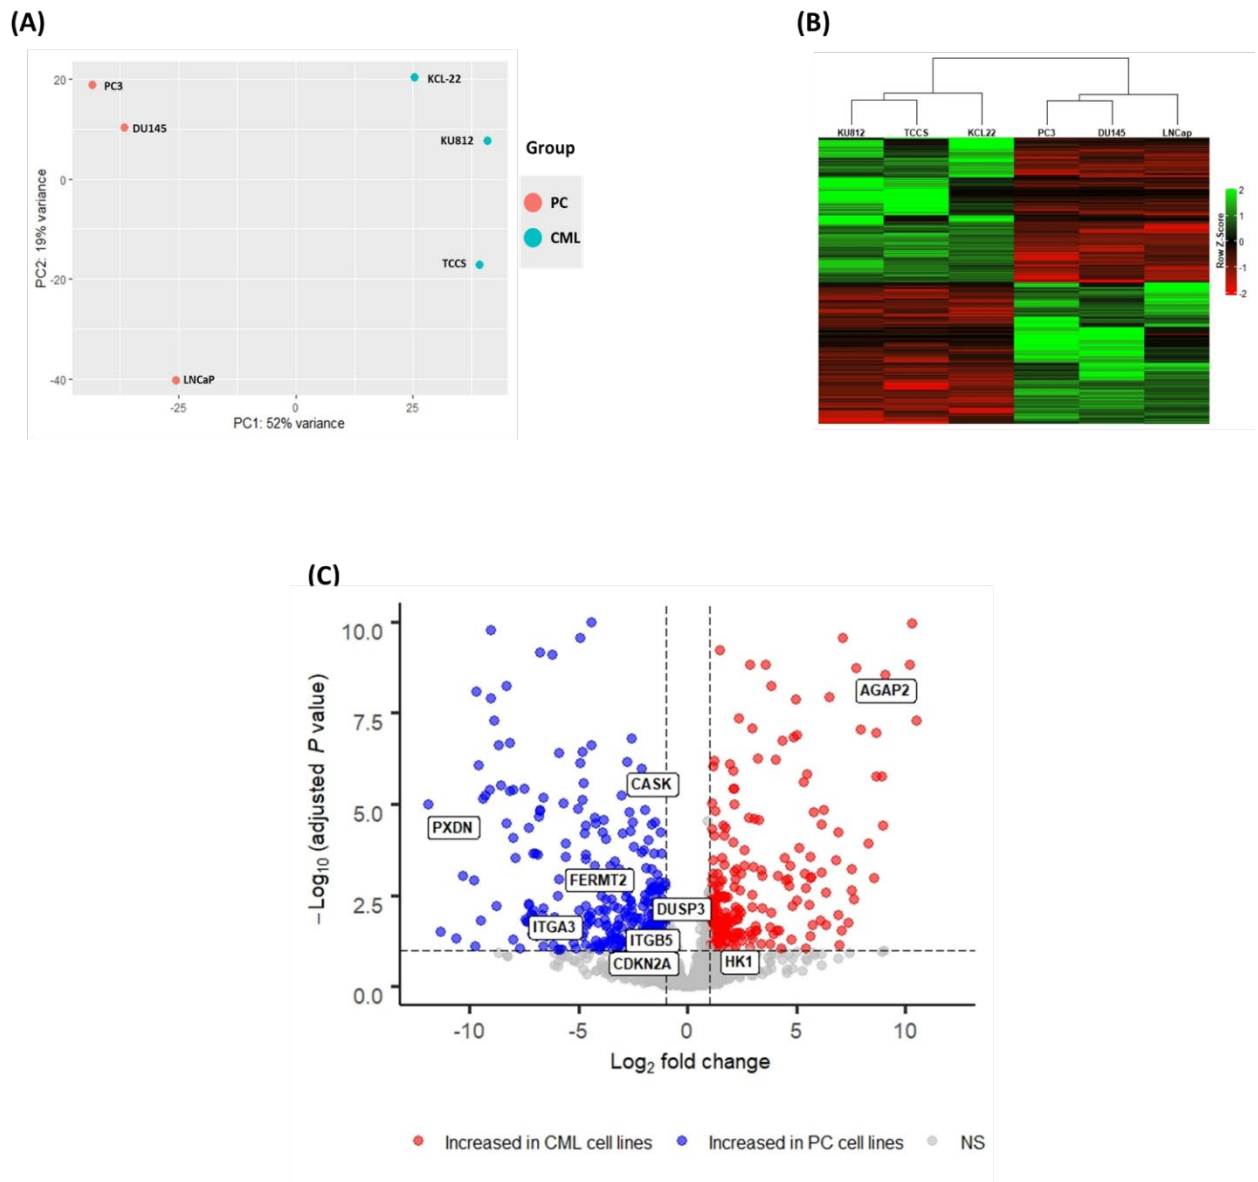 (A)
(B)
20
0
-20
-40
PC2: 19% variance
PC3
DU145
LNCaP
KCL-22
KU812
TCCS
-25
0
25
PC1: 52% variance
Group
PC
CML
KU812 TCCS KCL22 PC3 DU145 LNCap
2
1
0
-1
-2
Row Z-Score
(C)
10.0
7.5
5.0
2.5
0.0
−Log10 (adjusted P value)
AGAP2
CASK
PXDN
FERMT2
DUSP3
ITGA3
ITGB5
CDKN2A
HK1
-10 -5 0 5 10
Log2 fold change
Increased in CML cell lines Increased in PC cell lines NS